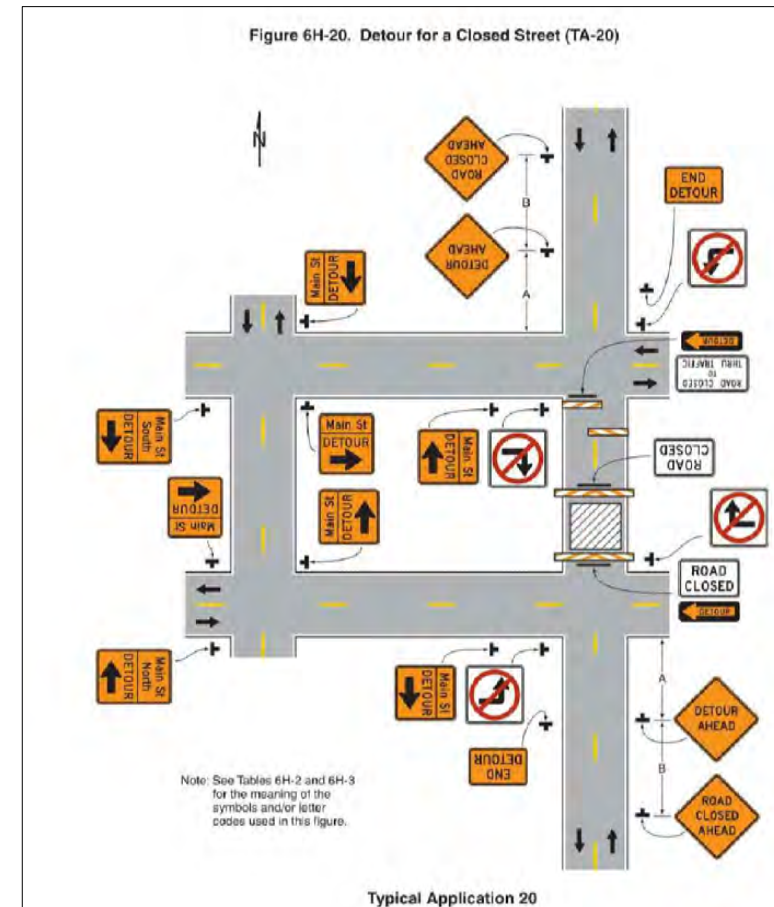 Figure 6H-20. Detour for a Closed Street (TA-20)
N
ROAD
CLOSED
AHEAD
B
DETOUR
AHEAD
A
END
DETOUR
Main St
DETOUR
DETOUR
ROAD CLOSED
TO
THRU TRAFFIC
Main St
South
DETOUR
Main St
DETOUR
Main St
DETOUR
ROAD
CLOSED
Main St
DETOUR
Main St
DETOUR
ROAD
CLOSED
DETOUR
Main St
North
DETOUR
Main St
DETOUR
END
DETOUR
A
DETOUR
AHEAD
B
ROAD
CLOSED
AHEAD
Note: See Tables 6H-2 and 6H-3
for the meaning of the
symbols and/or letter
codes used in this figure.
Typical Application 20